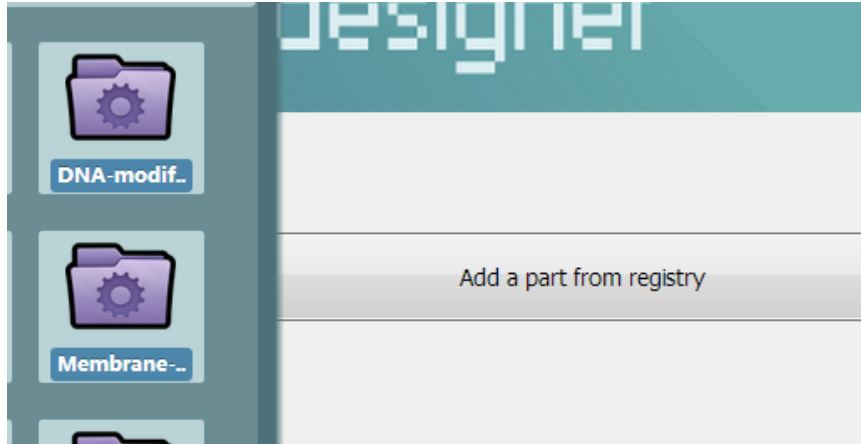 designer
DNA-modif..
Add a part from registry
Membrane-..